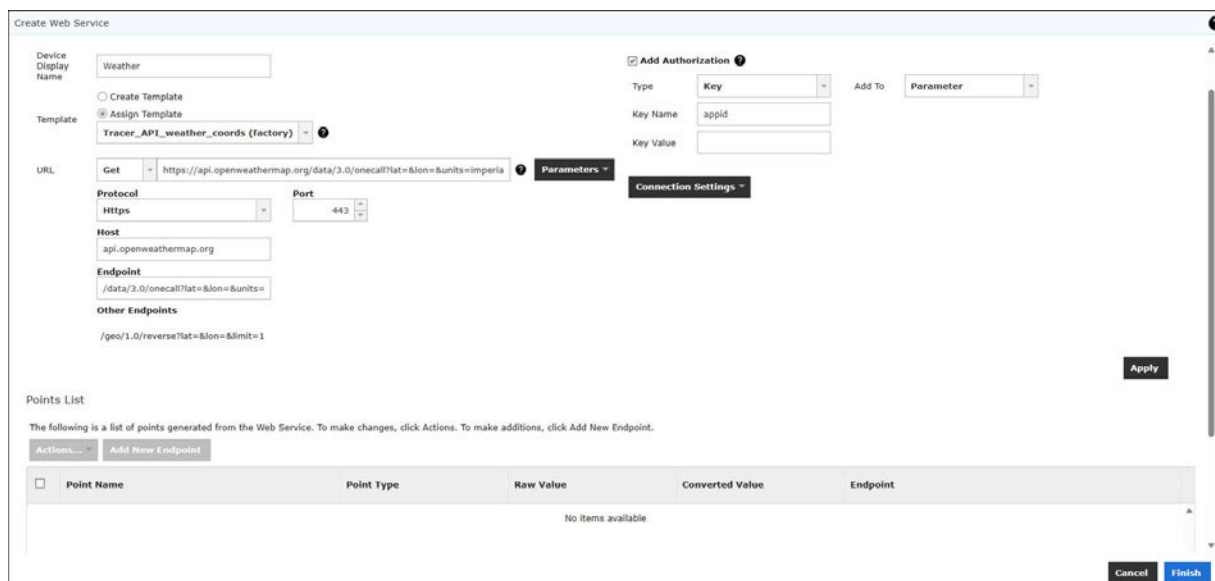 Create Web Service
Device
Display
Name
Weather
Create Template
Assign Template
Template
Tracer_API_weather_coords (factory)
URL
Get
https://api.openweathermap.org/data/3.0/onecall?lat=&lon=&units=imperia
Parameters
Protocol
Port
Https
443
Host
api.openweathermap.org
Endpoint
/data/3.0/onecall?lat=&lon=&units=
Other Endpoints
/geo/1.0/reverse?lat=&lon=&limit=1
Add Authorization
Type
Key
Add To
Parameter
Key Name
appid
Key Value
Connection Settings
Apply
Points List
The following is a list of points generated from the Web Service. To make changes, click Actions. To make additions, click Add New Endpoint.
Actions...
Add New Endpoint
Point Name
Point Type
Raw Value
Converted Value
Endpoint
No items available
Cancel
Finish